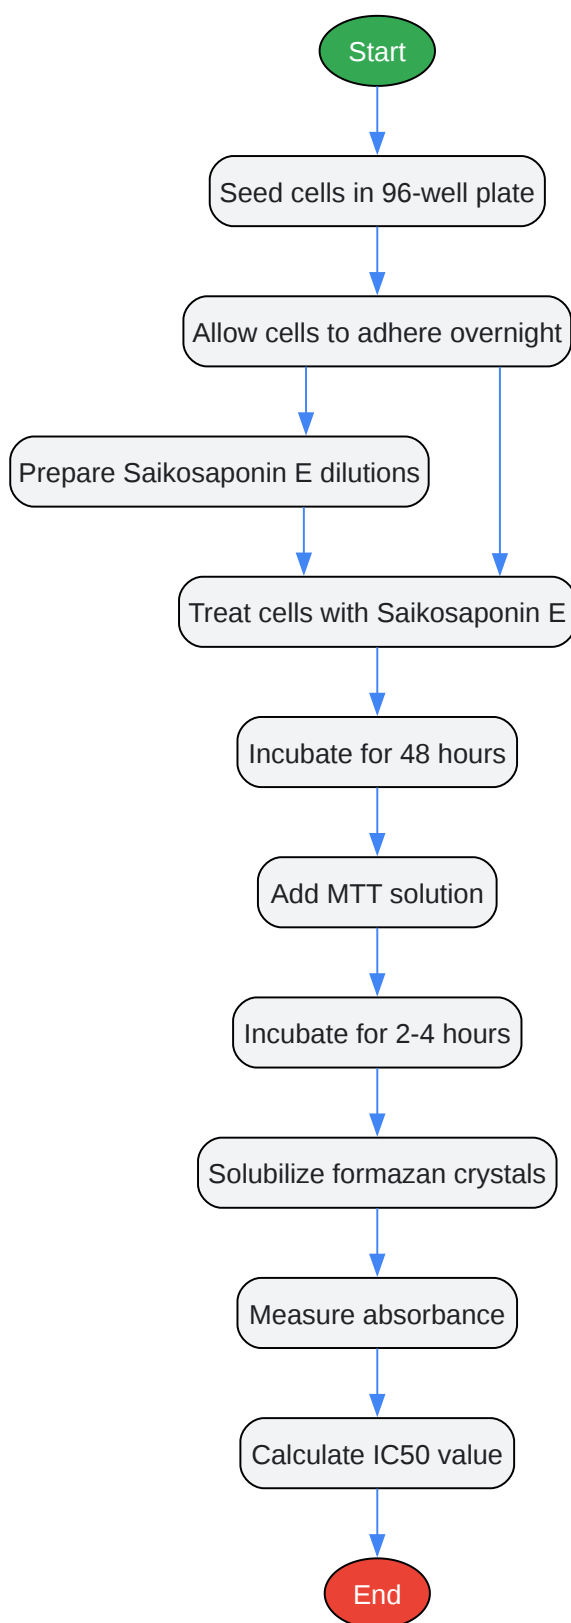 Start
Seed cells in 96-well plate
Allow cells to adhere overnight
Prepare Saikosaponin E dilutions
Treat cells with Saikosaponin E
Incubate for 48 hours
Add MTT solution
Incubate for 2-4 hours
Solubilize formazan crystals
Measure absorbance
Calculate IC50 value
End